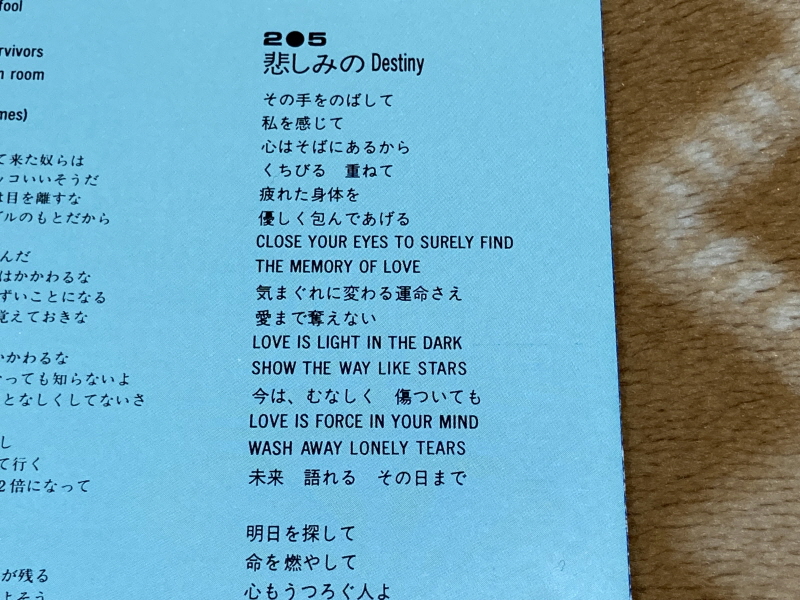 fool
rvivors
n room
mes)
て来た奴らは
ッコいいそうだ
は目を離すな
ブルのもとだから
んだ
はかかわるな
ずいことになる
覚えておきな
かかわるな
なっても知らないよ
となしくしてないさ
し
て行く
2倍になって
が残る
よそう
2●5
悲しみの Destiny
その手をのばして
私を感じて
心はそばにあるから
くちびる　重ねて
疲れた身体を
優しく包んであげる
CLOSE YOUR EYES TO SURELY FIND
THE MEMORY OF LOVE
気まぐれに変わる運命さえ
愛まで奪えない
LOVE IS LIGHT IN THE DARK
SHOW THE WAY LIKE STARS
今は、むなしく　傷ついても
LOVE IS FORCE IN YOUR MIND
WASH AWAY LONELY TEARS
未来　語れる　その日まで
明日を探して
命を燃やして
心もうつろぐ人よ